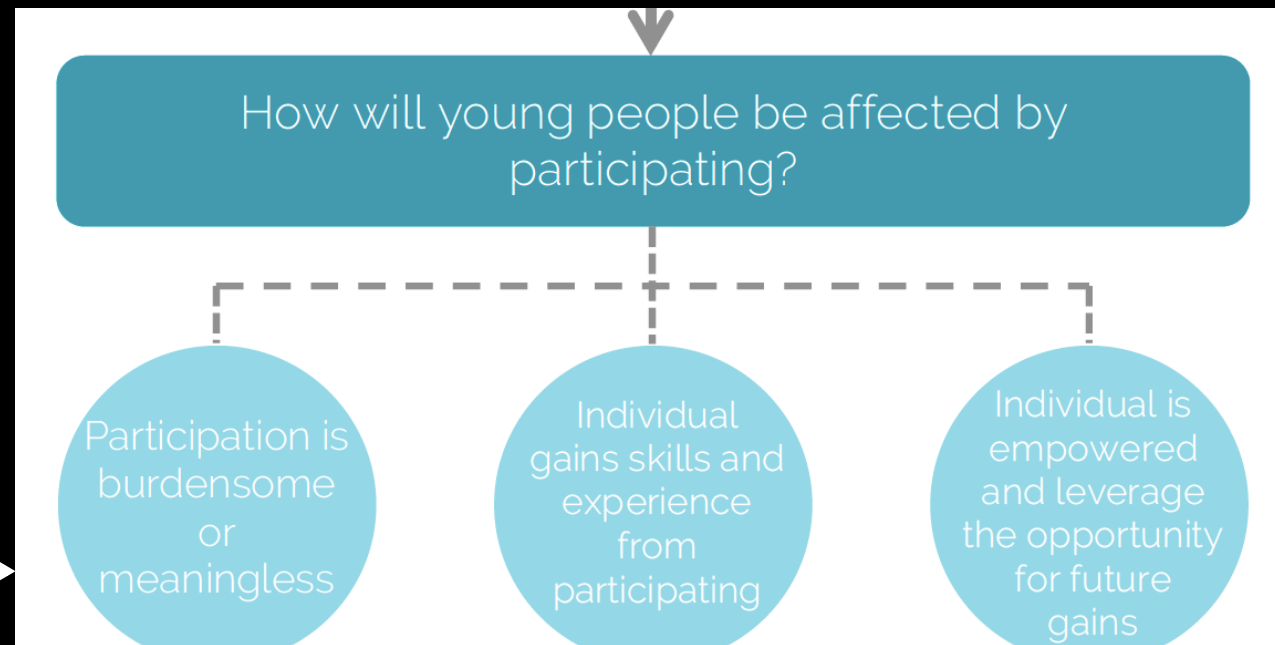 How will young people be affected by
participating?
Participation is
burdensome
or
meaningless
Individual
gains skills and
experience
from
participating
Individual is
empowered
and leverage
the opportunity
for future
gains